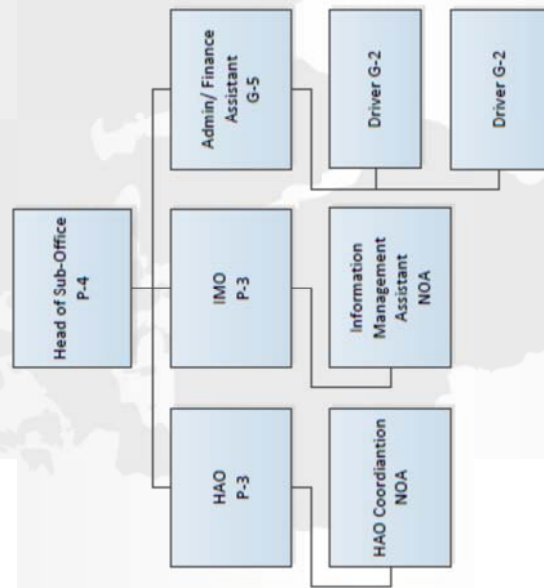 Head of Sub-Office
P-4
HAO
P-3
IMO
P-3
Admin/ Finance
Assistant
G-5
HAO Coordiantion
NOA
Information
Management
Assistant
NOA
Driver G-2
Driver G-2